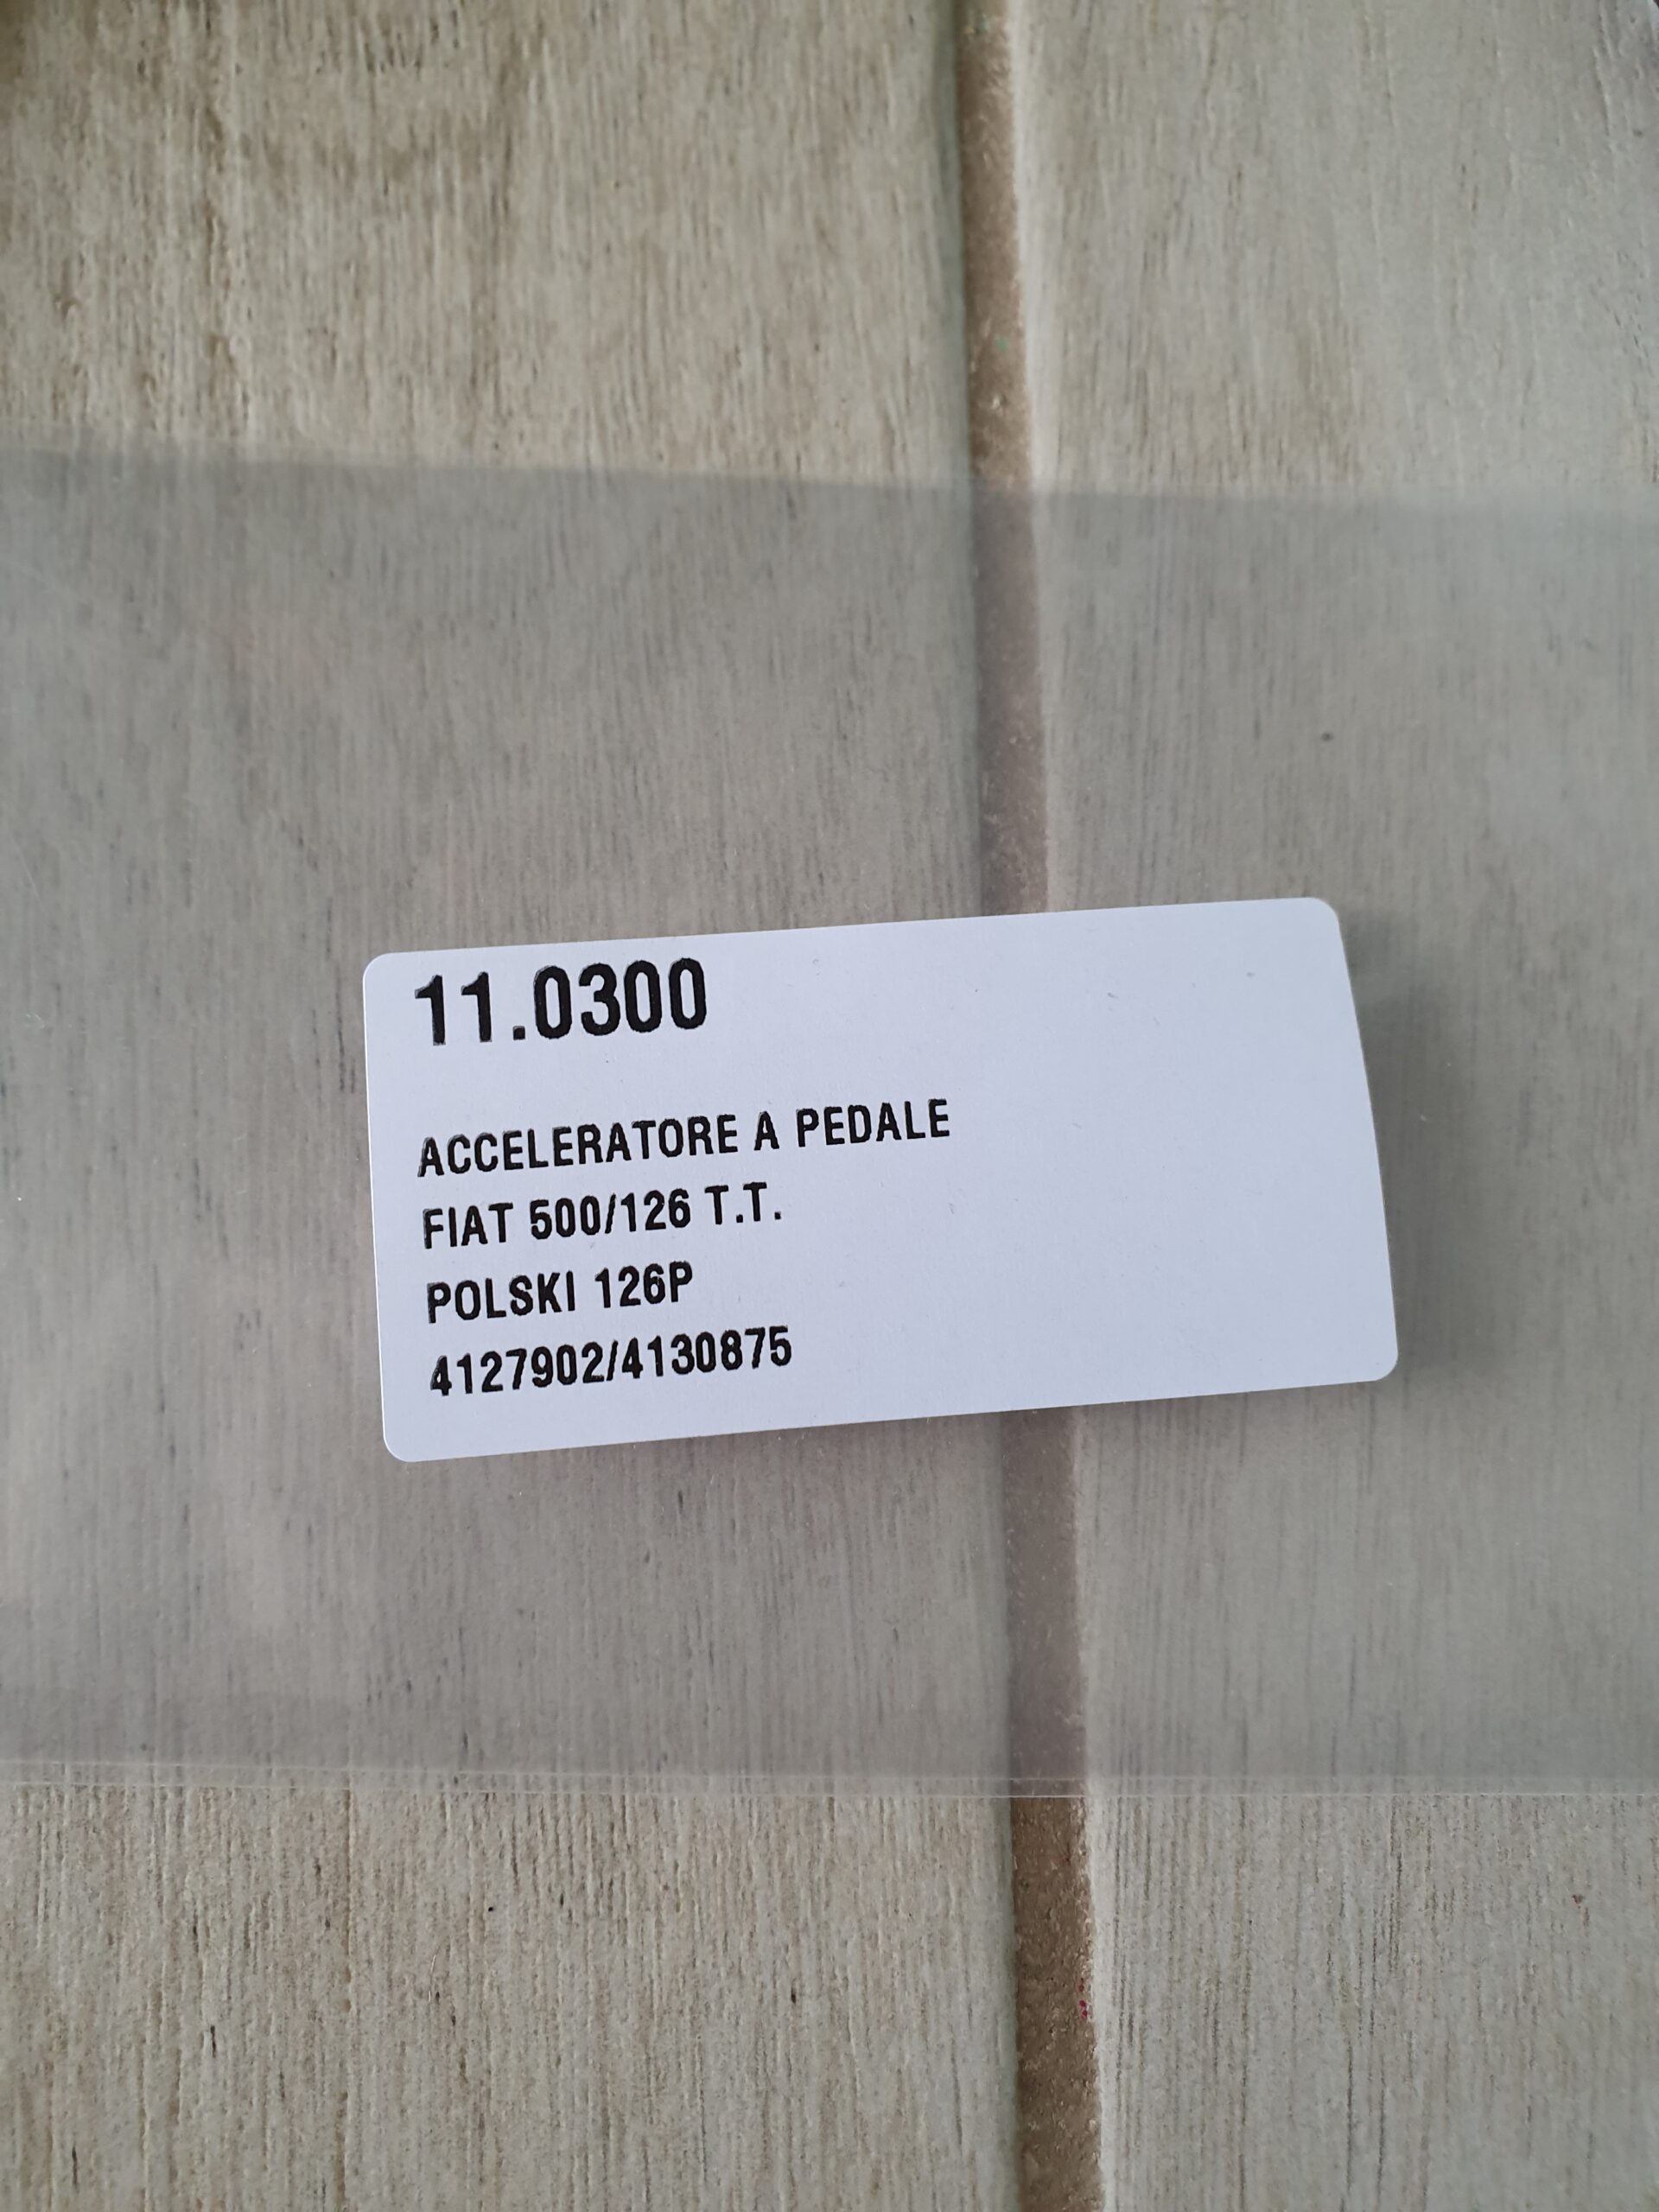 11.0300
ACCELERATORE A PEDALE
FIAT 500/126 T.T.
POLSKI 126P
4127902/4130875